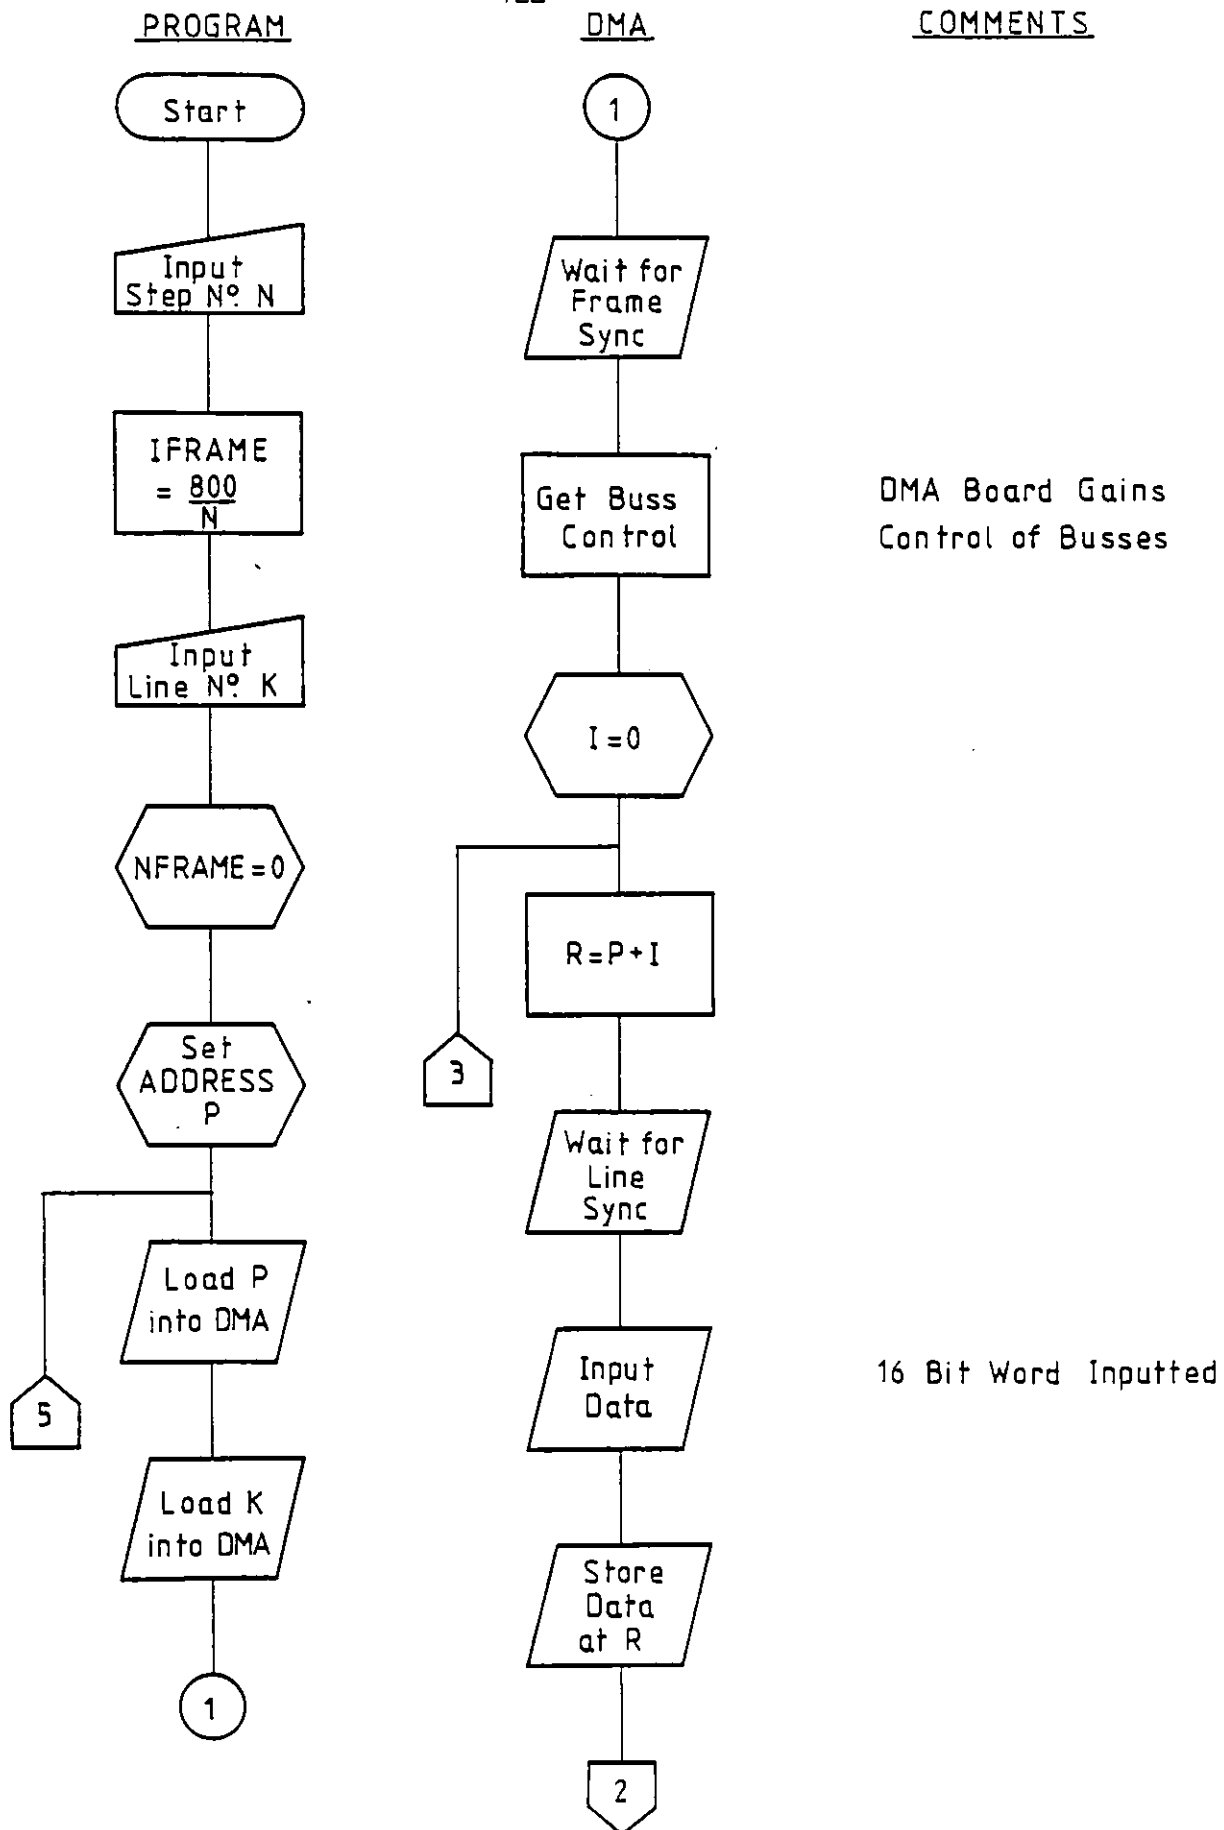 PROGRAM
Start
Input
Step Nº N
IFRAME
= 800
N
Input
Line Nº K
NFRAME = 0
Set
ADDRESS
P
5
Load P
into DMA
Load K
into DMA
1
DMA
1
Wait for
Frame
Sync
Get Buss
Control
I = 0
3
R = P + I
Wait for
Line
Sync
Input
Data
Store
Data
at R
2
COMMENTS
DMA Board Gains
Control of Busses
16 Bit Word Inputted